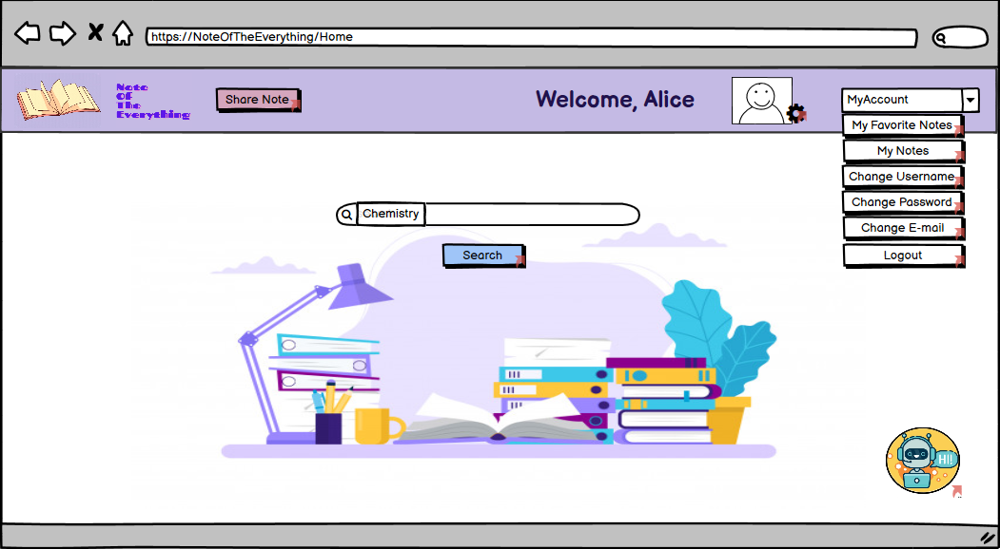 https://NoteOfTheEverything/Home
Note
Of
The
Everything
Share Note
Welcome, Alice
MyAccount
My Favorite Notes
My Notes
Change Username
Change Password
Change E-mail
Logout
Chemistry
Search
HI!